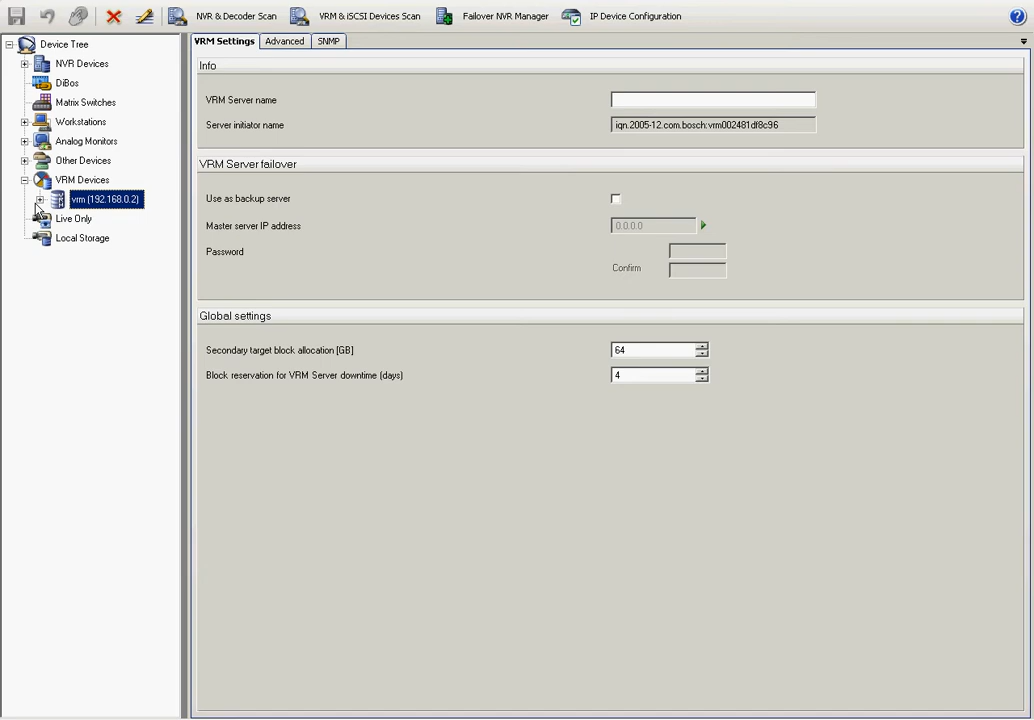 NVR & Decoder Scan VRM & iSCSI Devices Scan Failover NVR Manager IP Device Configuration
Device Tree
NVR Devices
DiBos
Matrix Switches
Workstations
Analog Monitors
Other Devices
VRM Devices
vrm (192.168.0.2)
Live Only
Local Storage
VRM Settings Advanced SNMP
Info
VRM Server name
Server initiator name iqn.2005-12.com.bosch:vrm002481df8c96
VRM Server failover
Use as backup server
Master server IP address 0.0.0.0
Password
Confirm
Global settings
Secondary target block allocation [GB] 64
Block reservation for VRM Server downtime (days) 4